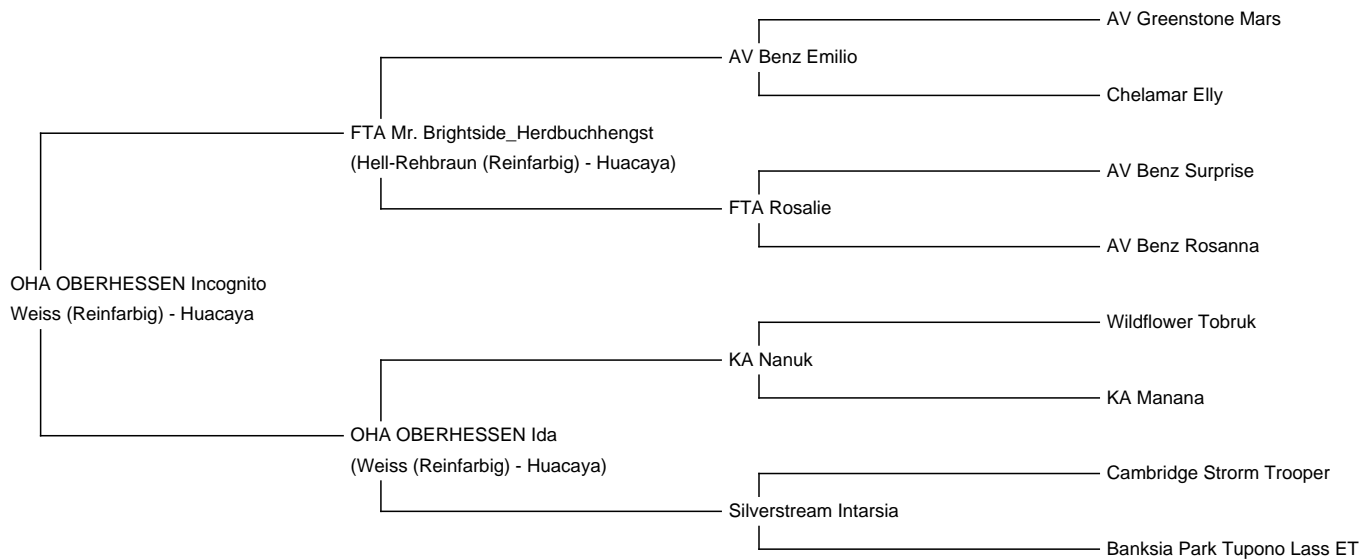 AV Greenstone Mars
AV Benz Emilio
Chelamar Elly
FTA Mr. Brightside_Herdbuchhengst
(Hell-Rehbraun (Reinfarbig) - Huacaya)
AV Benz Surprise
FTA Rosalie
AV Benz Rosanna
OHA OBERHESSEN Incognito
Weiss (Reinfarbig) - Huacaya
Wildflower Tobruk
KA Nanuk
KA Manana
OHA OBERHESSEN Ida
(Weiss (Reinfarbig) - Huacaya)
Cambridge Strorm Trooper
Silverstream Intarsia
Banksia Park Tupono Lass ET